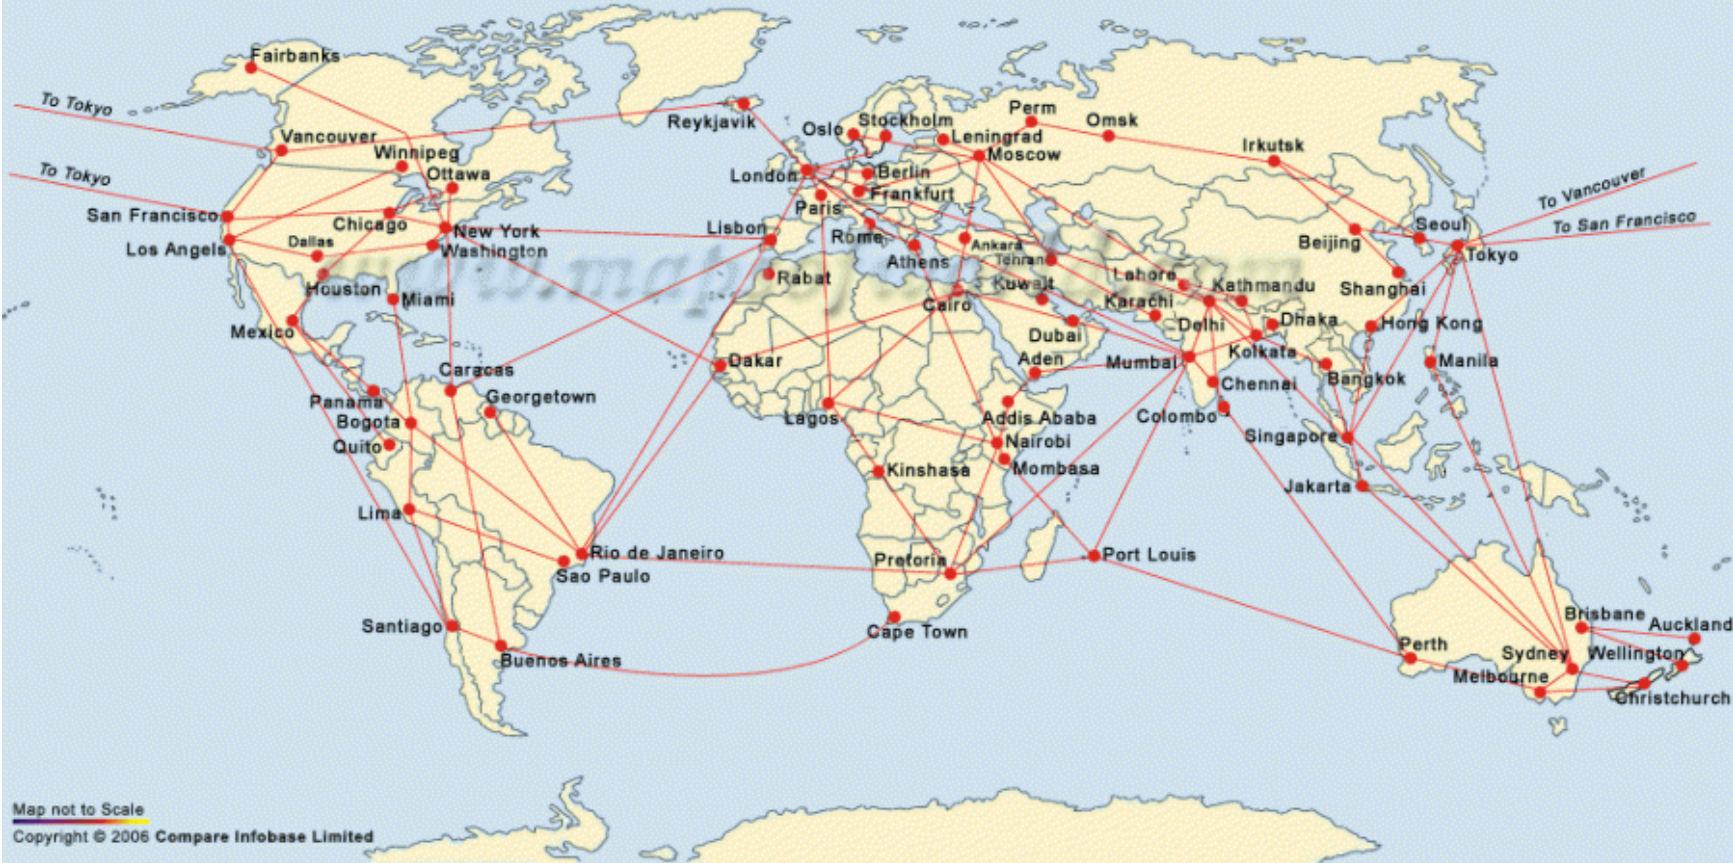 Fairbanks
To Tokyo
Vancouver
Winnipeg
Ottawa
To Tokyo
San Francisco
Chicago
New York
Los Angels
Dallas
Washington
Houston
Miami
Mexico
Caracas
Georgetown
Panama
Bogota
Quito
Lima
Rio de Janeiro
Sao Paulo
Santiago
Buenos Aires
Reykjavik
Oslo
Stockholm
Leningrad
Perm
Omsk
Moscow
Irkutsk
London
Berlin
Frankfurt
Paris
Lisbon
Rome
Athens
Ankara
Tehran
Rabat
Cairo
Kuwait
Lahore
Kathmandu
Karachi
Delhi
Dhaka
Dubai
Kolkata
Aden
Mumbai
Bangkok
Chennai
Colombo
Beijing
Seoul
Tokyo
Shanghai
Hong Kong
Manila
To Vancouver
To San Francisco
Dakar
Lagos
Addis Ababa
Nairobi
Mombasa
Kinshasa
Pretoria
Port Louis
Cape Town
Singapore
Jakarta
Brisbane
Auckland
Perth
Sydney
Wellington
Melbourne
Christchurch
Map not to Scale
Copyright © 2006 Compare Infobase Limited